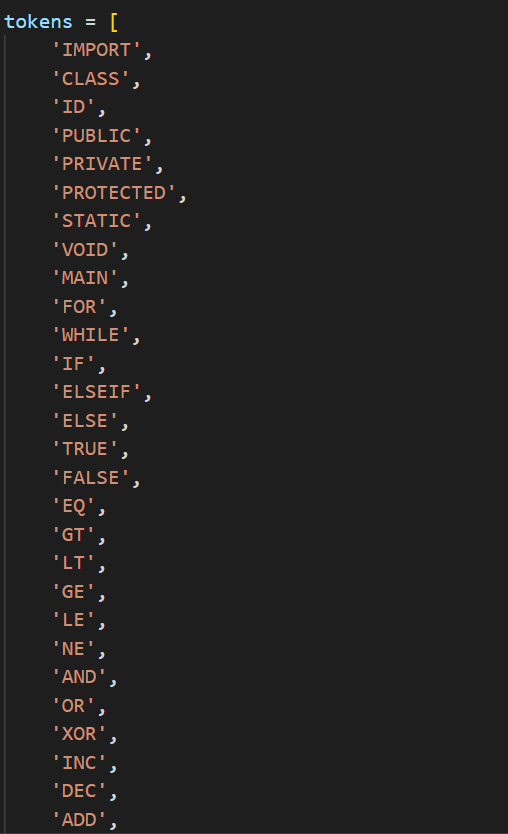 tokens = [
    'IMPORT',
    'CLASS',
    'ID',
    'PUBLIC',
    'PRIVATE',
    'PROTECTED',
    'STATIC',
    'VOID',
    'MAIN',
    'FOR',
    'WHILE',
    'IF',
    'ELSEIF',
    'ELSE',
    'TRUE',
    'FALSE',
    'EQ',
    'GT',
    'LT',
    'GE',
    'LE',
    'NE',
    'AND',
    'OR',
    'XOR',
    'INC',
    'DEC',
    'ADD',